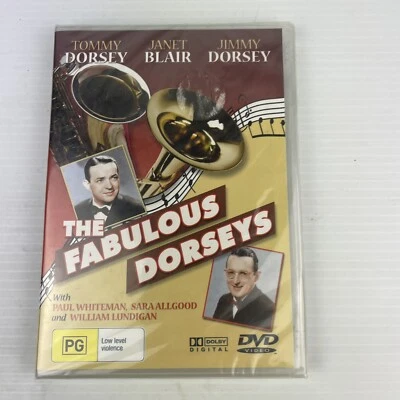 TOMMY DORSEY
JANET BLAIR
JIMMY DORSEY
THE
FABULOUS
DORSEYS
With
PAUL WHITEMAN, SARA ALLGOOD
and WILLIAM LUNDIGAN
PG
Low level
violence
DOLBY
DIGITAL
DVD
VIDEO